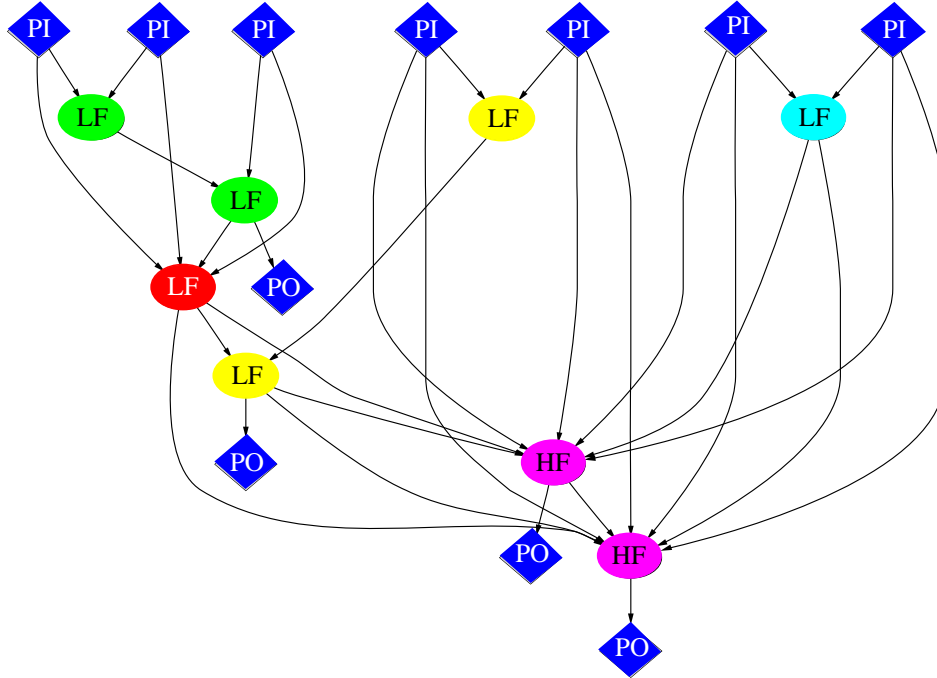 PI PI PI PI PI PI PI
LF LF LF
LF
LF PO
LF
PO HF
PO HF
PO